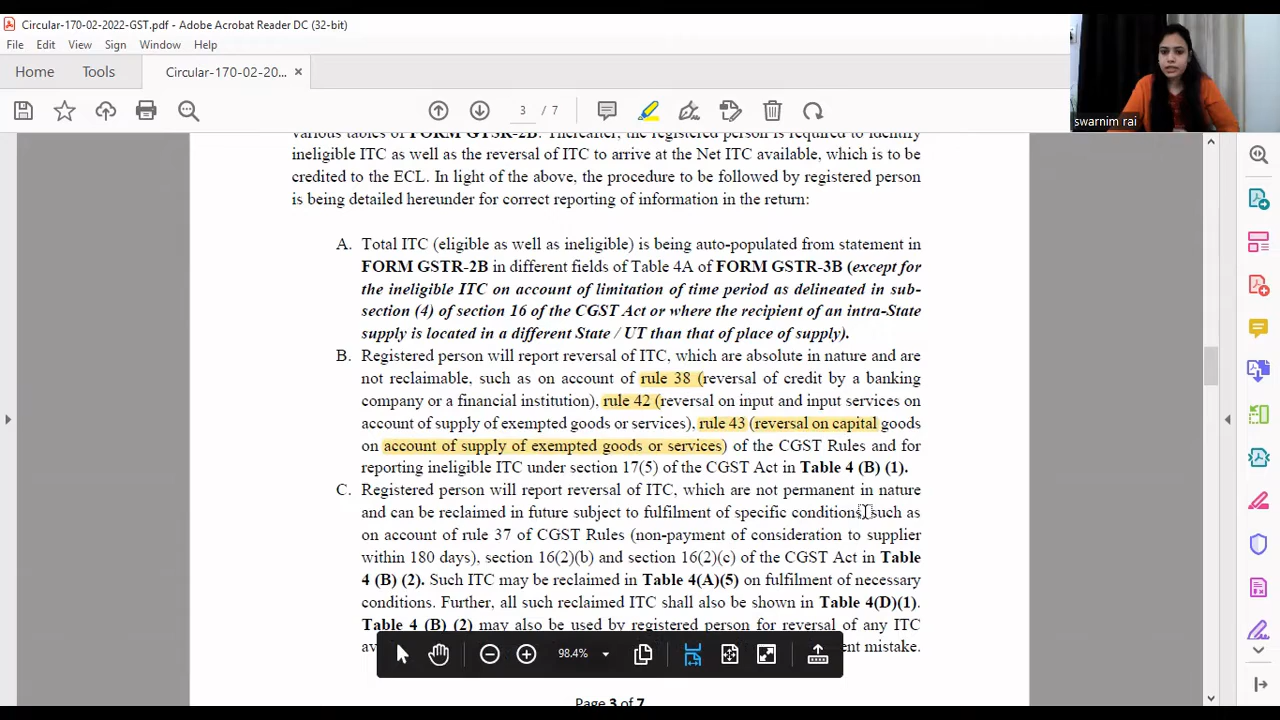 Circular-170-02-2022-GST.pdf - Adobe Acrobat Reader DC (32-bit)
File Edit View Sign Window Help
Home Tools Circular-170-02-20... ×
3 / 7
swarnim rai
various tables of FORM GTSR-2B. Thereafter, the registered person is required to identify
ineligible ITC as well as the reversal of ITC to arrive at the Net ITC available, which is to be
credited to the ECL. In light of the above, the procedure to be followed by registered person
is being detailed hereunder for correct reporting of information in the return:
A. Total ITC (eligible as well as ineligible) is being auto-populated from statement in
FORM GSTR-2B in different fields of Table 4A of FORM GSTR-3B (except for
the ineligible ITC on account of limitation of time period as delineated in sub-
section (4) of section 16 of the CGST Act or where the recipient of an intra-State
supply is located in a different State / UT than that of place of supply).
B. Registered person will report reversal of ITC, which are absolute in nature and are
not reclaimable, such as on account of rule 38 (reversal of credit by a banking
company or a financial institution), rule 42 (reversal on input and input services on
account of supply of exempted goods or services), rule 43 (reversal on capital goods
on account of supply of exempted goods or services) of the CGST Rules and for
reporting ineligible ITC under section 17(5) of the CGST Act in Table 4 (B) (1).
C. Registered person will report reversal of ITC, which are not permanent in nature
and can be reclaimed in future subject to fulfilment of specific conditions, such as
on account of rule 37 of CGST Rules (non-payment of consideration to supplier
within 180 days), section 16(2)(b) and section 16(2)(c) of the CGST Act in Table
4 (B) (2). Such ITC may be reclaimed in Table 4(A)(5) on fulfilment of necessary
conditions. Further, all such reclaimed ITC shall also be shown in Table 4(D)(1).
Table 4 (B) (2) may also be used by registered person for reversal of any ITC
mistake.
98.4%
Page 3 of 7